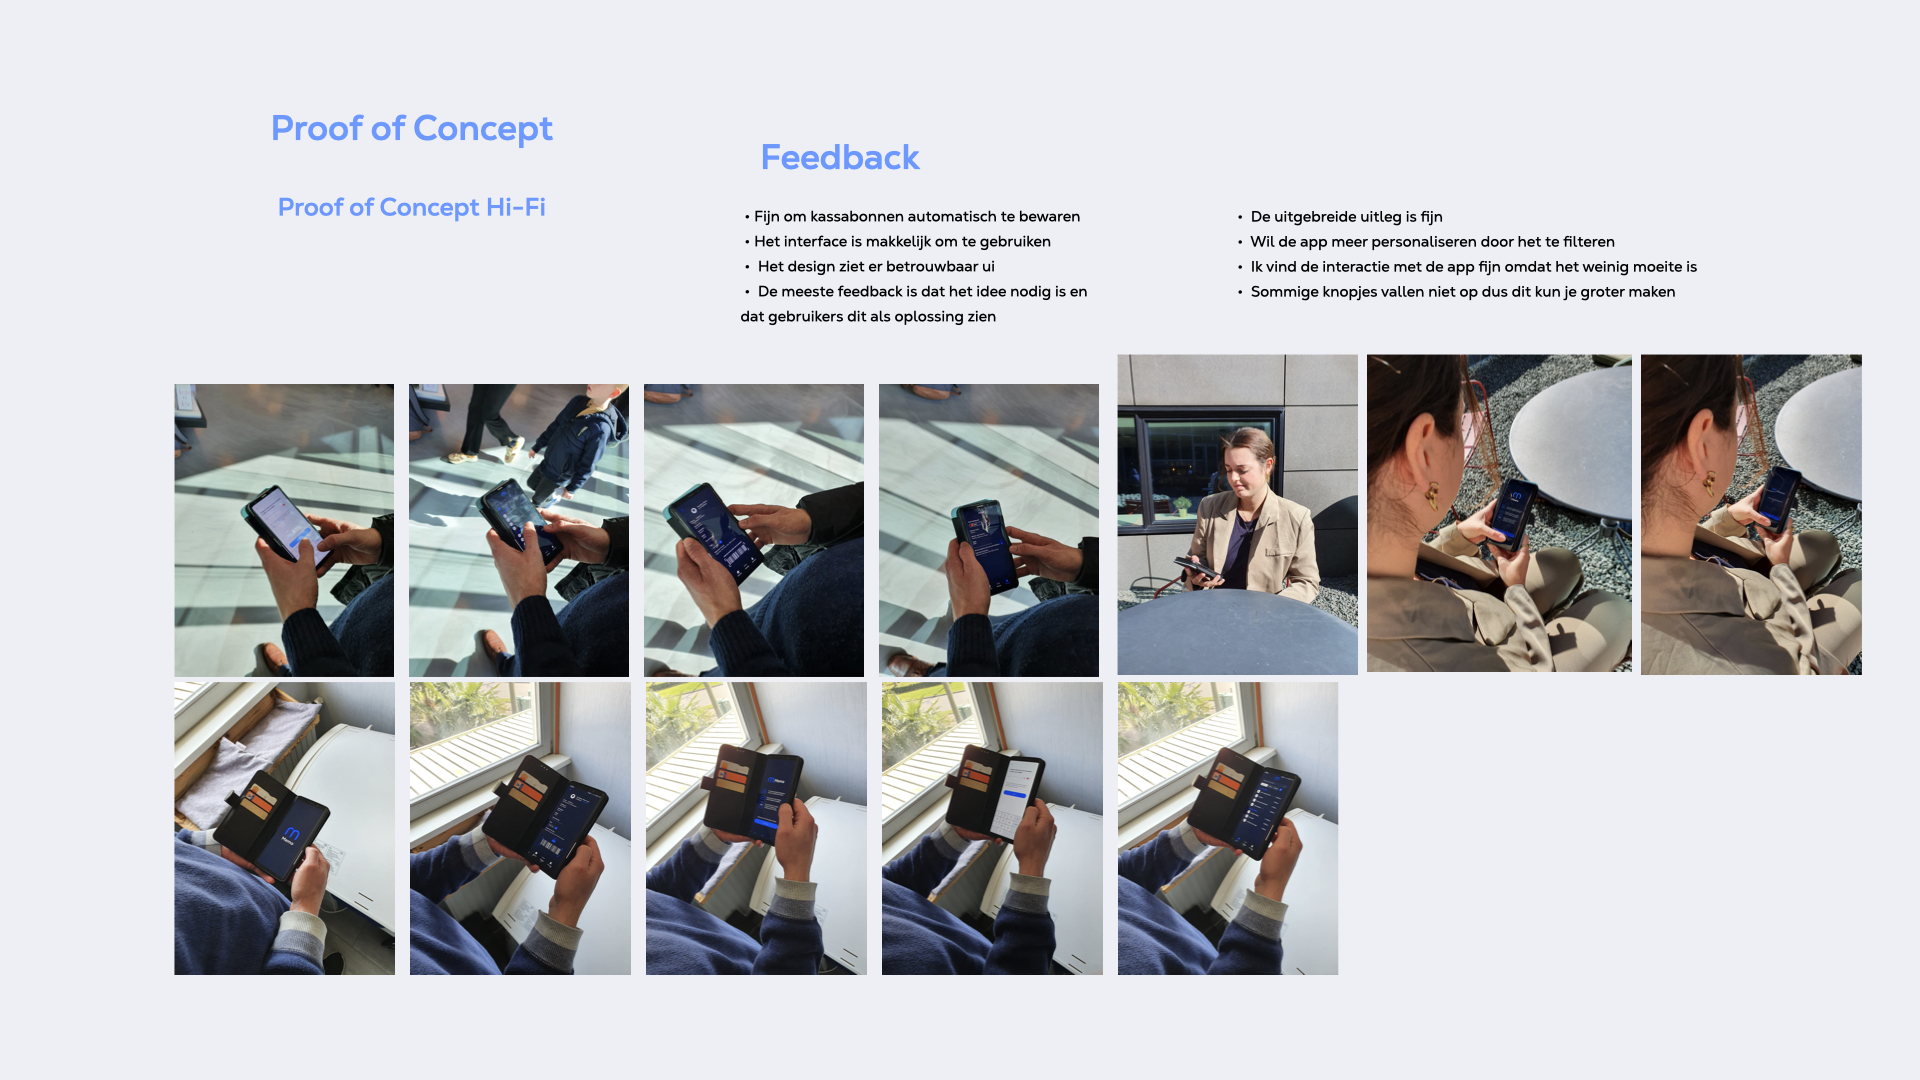 Proof of Concept
Proof of Concept Hi-Fi
Feedback
• Fijn om kassabonnen automatisch te bewaren
• Het interface is makkelijk om te gebruiken
• Het design ziet er betrouwbaar ui
• De meeste feedback is dat het idee nodig is en
dat gebruikers dit als oplossing zien
• De uitgebreide uitleg is fijn
• Wil de app meer personaliseren door het te filteren
• Ik vind de interactie met de app fijn omdat het weinig moeite is
• Sommige knopjes vallen niet op dus dit kun je groter maken